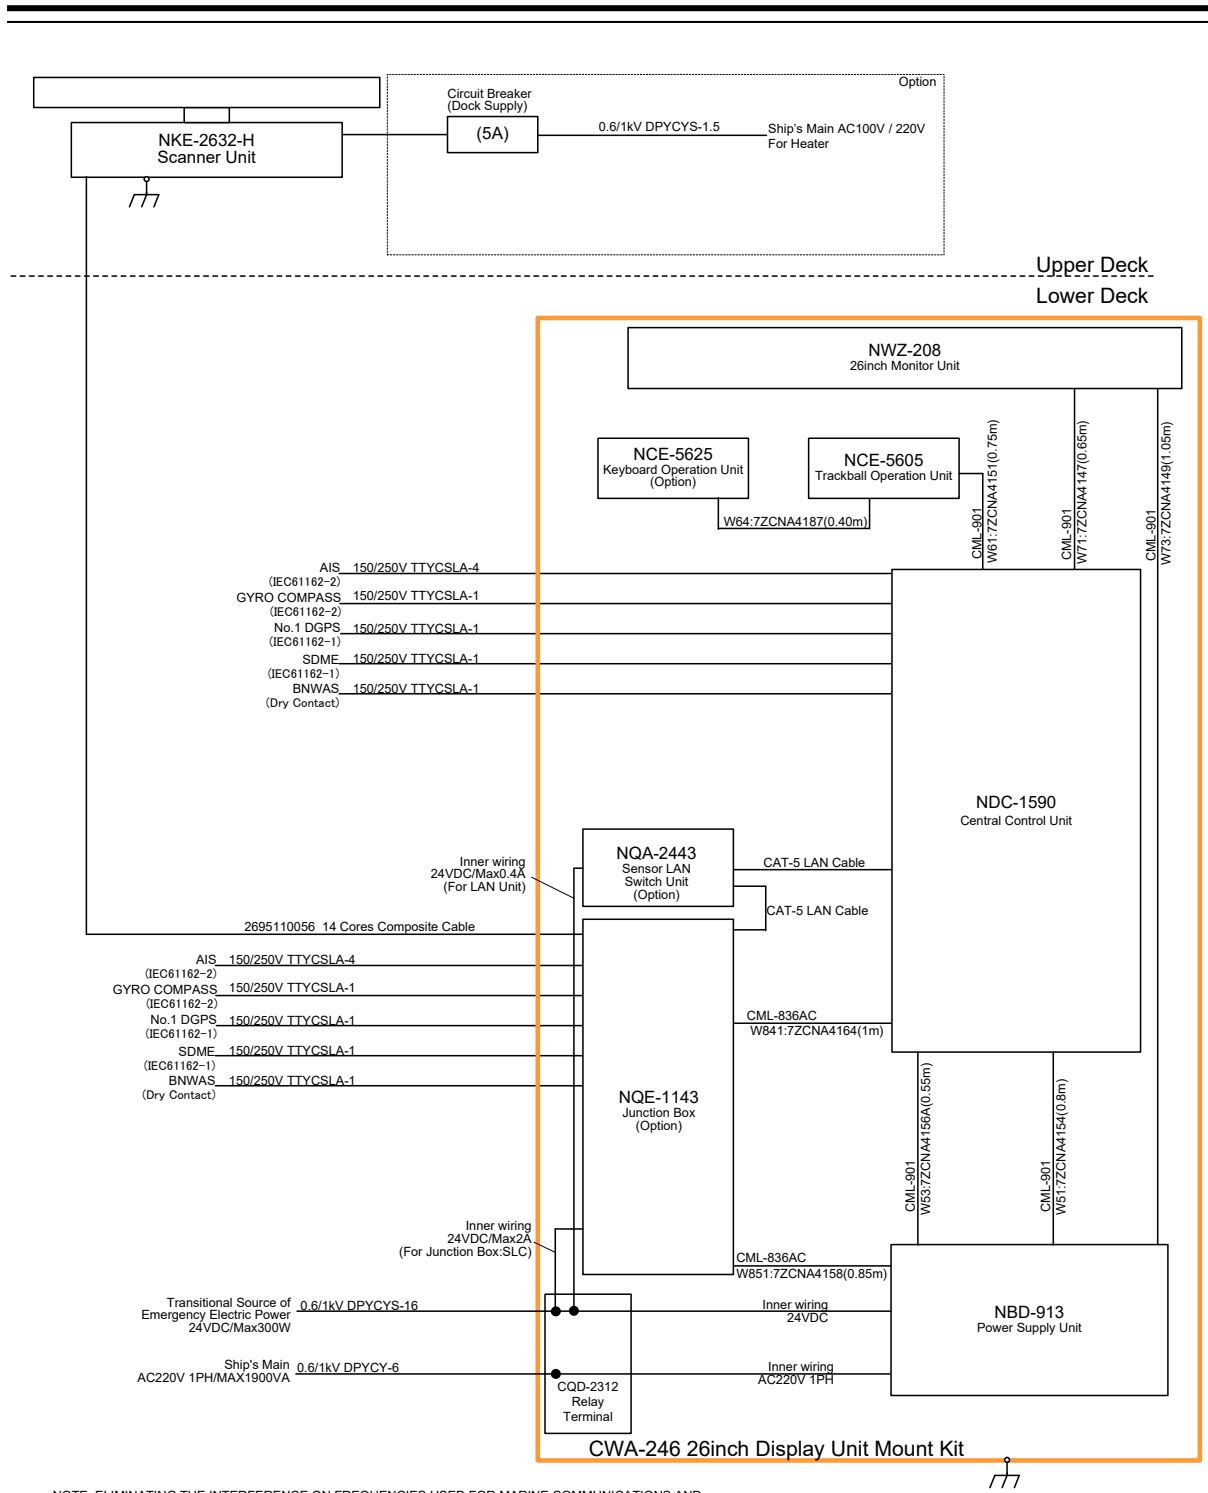 Option
Circuit Breaker
(Dock Supply)
(5A)
0.6/1kV DPYCYS-1.5
Ship's Main AC100V / 220V
For Heater
NKE-2632-H
Scanner Unit
Upper Deck
Lower Deck
NWZ-208
26inch Monitor Unit
NCE-5625
Keyboard Operation Unit
(Option)
NCE-5605
Trackball Operation Unit
W64:7ZCNA4187(0.40m)
CML-901
W61:7ZCNA4151(0.75m)
CML-901
W71:7ZCNA4147(0.65m)
CML-901
W73:7ZCNA4149(1.05m)
AIS 150/250V TTYCSLA-4
(IEC61162-2)
GYRO COMPASS 150/250V TTYCSLA-1
(IEC61162-2)
No.1 DGPS 150/250V TTYCSLA-1
(IEC61162-1)
SDME 150/250V TTYCSLA-1
(IEC61162-1)
BNWAS 150/250V TTYCSLA-1
(Dry Contact)
NDC-1590
Central Control Unit
NQA-2443
Sensor LAN
Switch Unit
(Option)
CAT-5 LAN Cable
CAT-5 LAN Cable
Inner wiring
24VDC/Max0.4A
(For LAN Unit)
2695110056 14 Cores Composite Cable
AIS 150/250V TTYCSLA-4
(IEC61162-2)
GYRO COMPASS 150/250V TTYCSLA-1
(IEC61162-2)
No.1 DGPS 150/250V TTYCSLA-1
(IEC61162-1)
SDME 150/250V TTYCSLA-1
(IEC61162-1)
BNWAS 150/250V TTYCSLA-1
(Dry Contact)
CML-836AC
W841:7ZCNA4164(1m)
NQE-1143
Junction Box
(Option)
CML-901
W53:7ZCNA4156A(0.55m)
CML-901
W51:7ZCNA4154(0.8m)
Inner wiring
24VDC/Max2A
(For Junction Box:SLC)
CML-836AC
W851:7ZCNA4158(0.85m)
Transitional Source of
Emergency Electric Power
24VDC/Max300W
0.6/1kV DPYCYS-16
Inner wiring
24VDC
NBD-913
Power Supply Unit
Ship's Main
AC220V 1PH/MAX1900VA
0.6/1kV DPYCY-6
Inner wiring
AC220V 1PH
CQD-2312
Relay
Terminal
CWA-246 26inch Display Unit Mount Kit
NOTE: ELIMINATING THE INTERFERENCE ON FREQUENCIES USED FOR MARINE COMMUNICATIONS AND